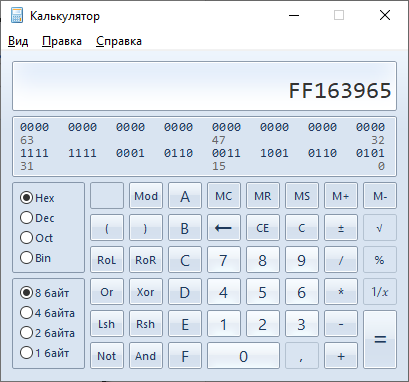 Калькулятор
Вид Правка Справка
FF163965
0000 0000 0000 0000 0000 0000 0000 0000
63 47 32
1111 1111 0001 0110 0011 1001 0110 0101
31 15 0
Hex Mod A MC MR MS M+ M-
Dec ( ) B ← CE C ± √
Oct
Bin RoL RoR C 7 8 9 / %
8 байт Or Xor D 4 5 6 * 1/x
4 байта
2 байта Lsh Rsh E 1 2 3 - =
1 байт Not And F 0 , +